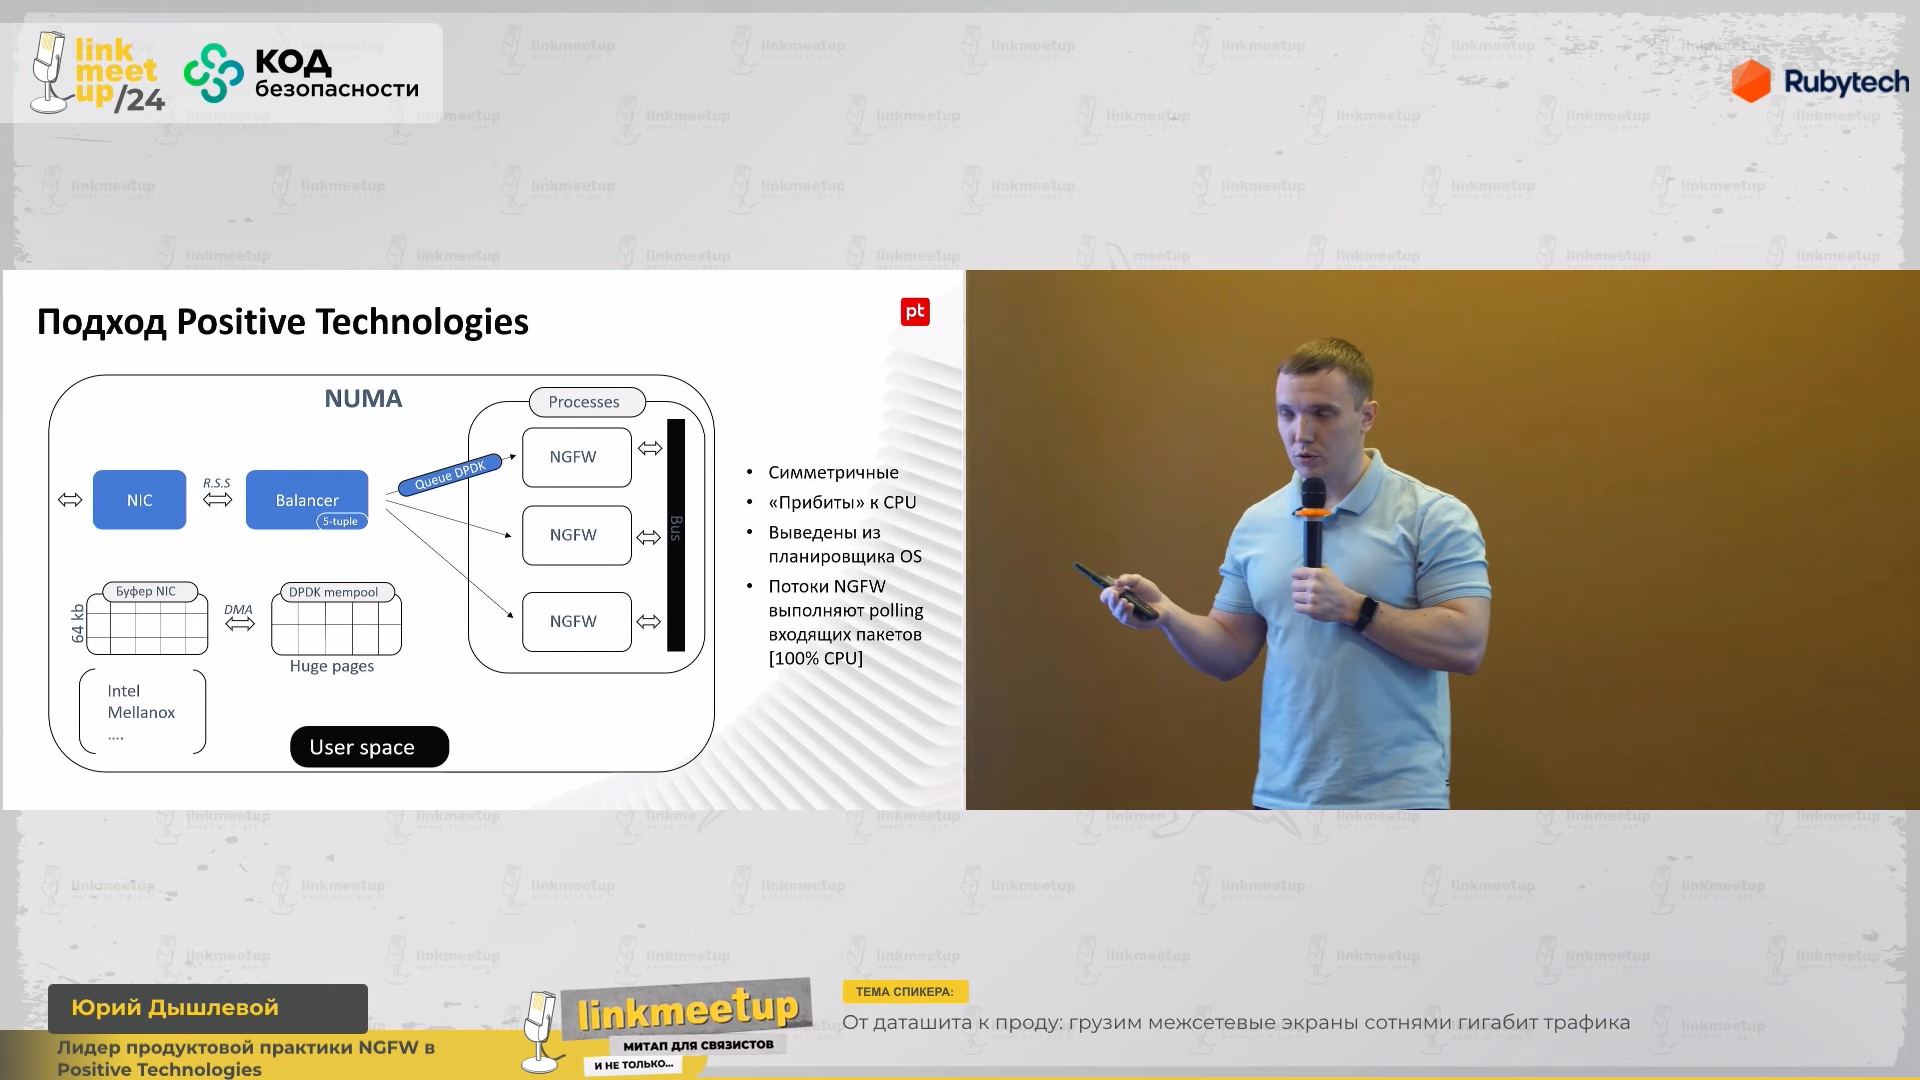 link
meet
up/24
КОД
безопасности
Rubytech
Подход Positive Technologies
pt
NUMA
Processes
NGFW
Queue DPDK
NIC
R.S.S
Balancer
5-tuple
NGFW
Bus
NGFW
Буфер NIC
64 kb
DMA
DPDK mempool
Huge pages
Intel
Mellanox
....
User space
• Симметричные
• «Прибиты» к CPU
• Выведены из
планировщика OS
• Потоки NGFW
выполняют polling
входящих пакетов
[100% CPU]
Юрий Дышлевой
Лидер продуктовой практики NGFW в
Positive Technologies
linkmeetup
МИТАП ДЛЯ СВЯЗИСТОВ
И НЕ ТОЛЬКО...
ТЕМА СПИКЕРА:
От даташита к проду: грузим межсетевые экраны сотнями гигабит трафика